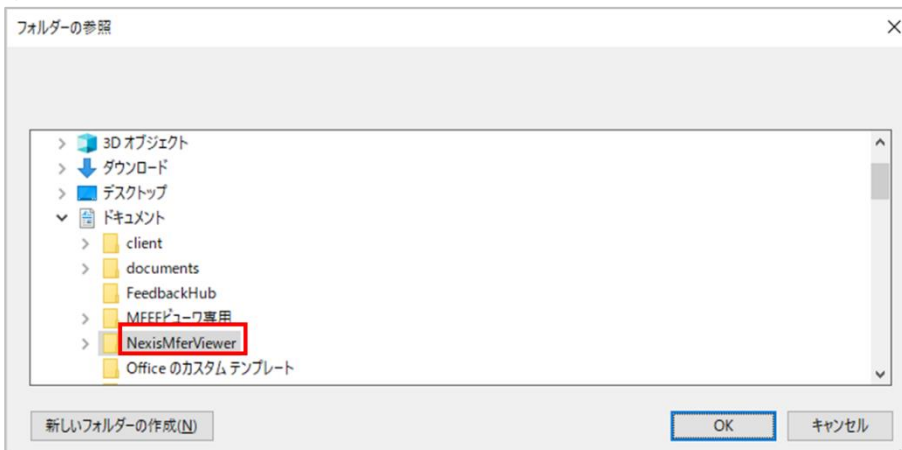 フォルダーの参照
3D オブジェクト
ダウンロード
デスクトップ
ドキュメント
client
documents
FeedbackHub
MFFFビューワ専用
NexisMferViewer
Office のカスタム テンプレート
新しいフォルダーの作成(N)
OK
キャンセル